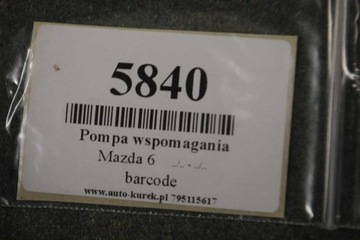 5840
Pompa wspomagania
Mazda 6 ../.. - ../..
barcode
www.auto-kurek.pl 795115617